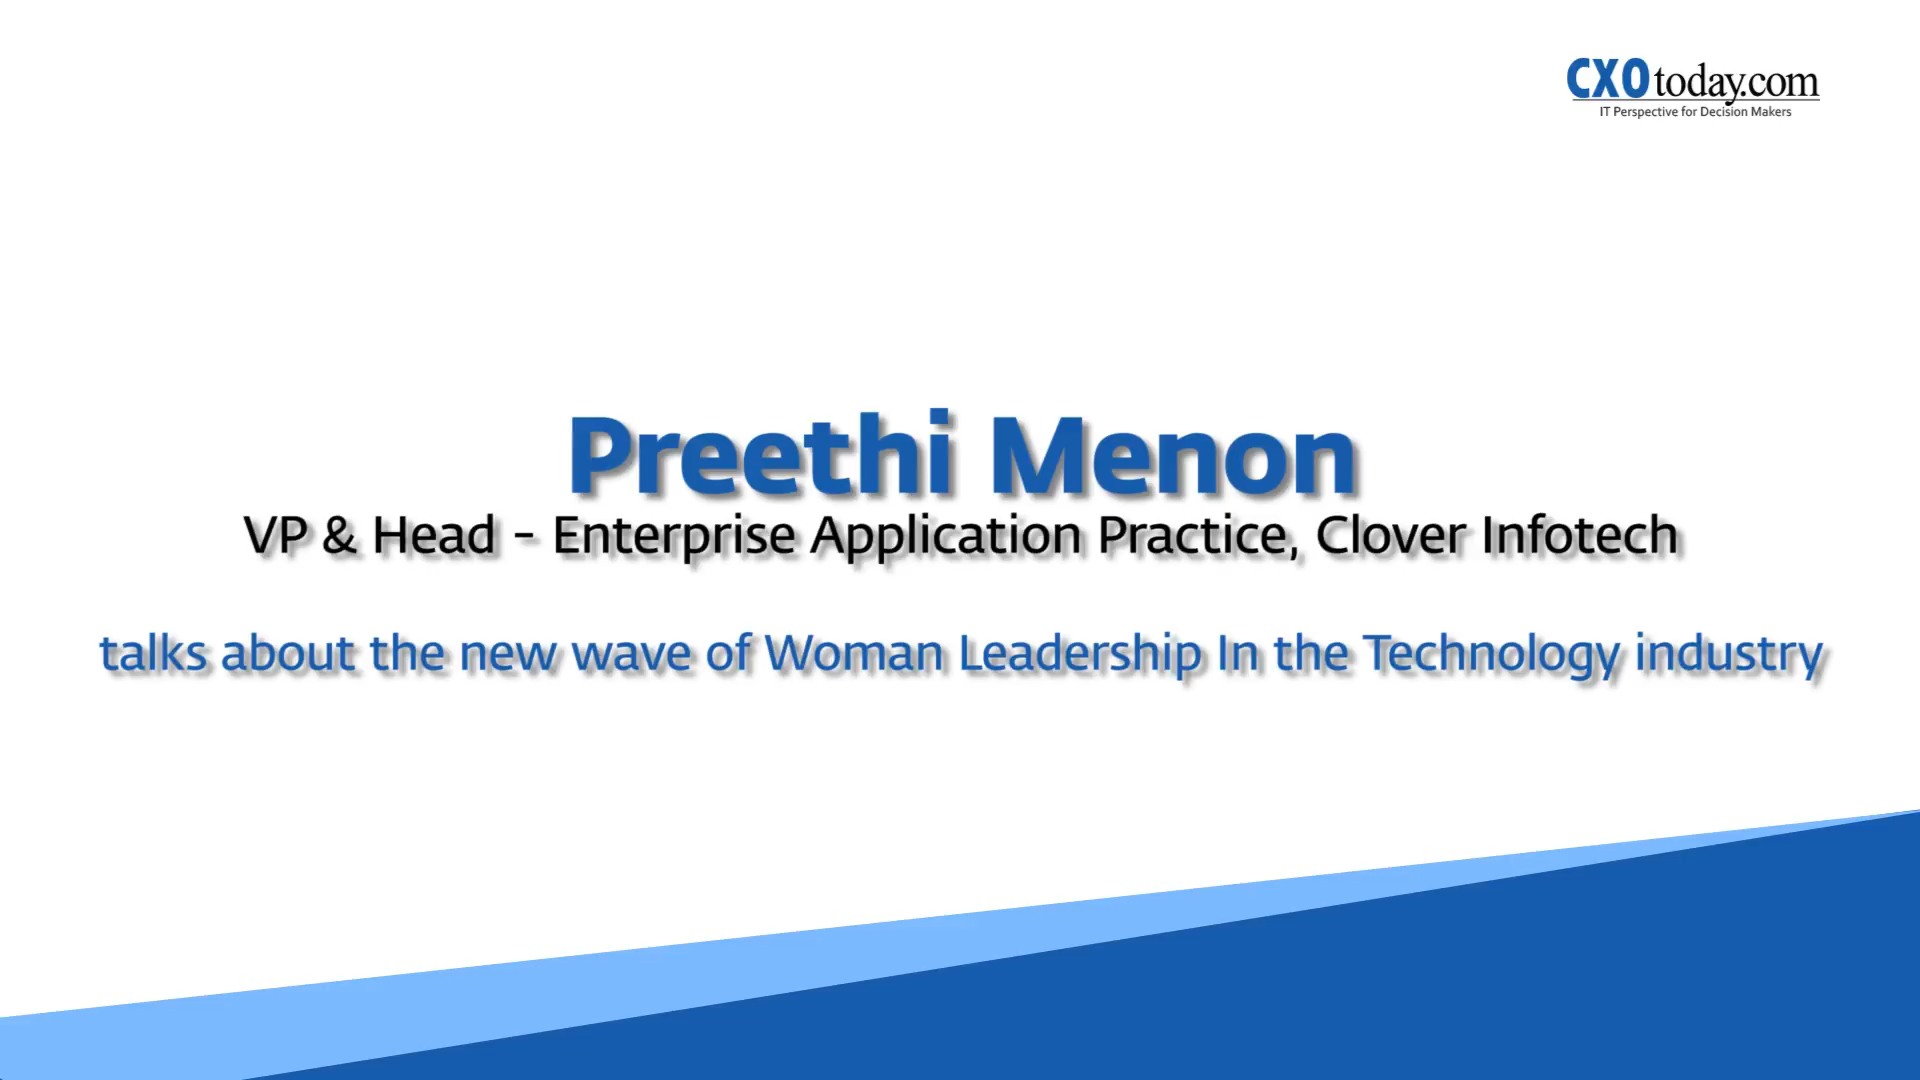 CXOtoday.com
IT Perspective for Decision Makers
Preethi Menon
VP & Head - Enterprise Application Practice, Clover Infotech
talks about the new wave of Woman Leadership In the Technology industry